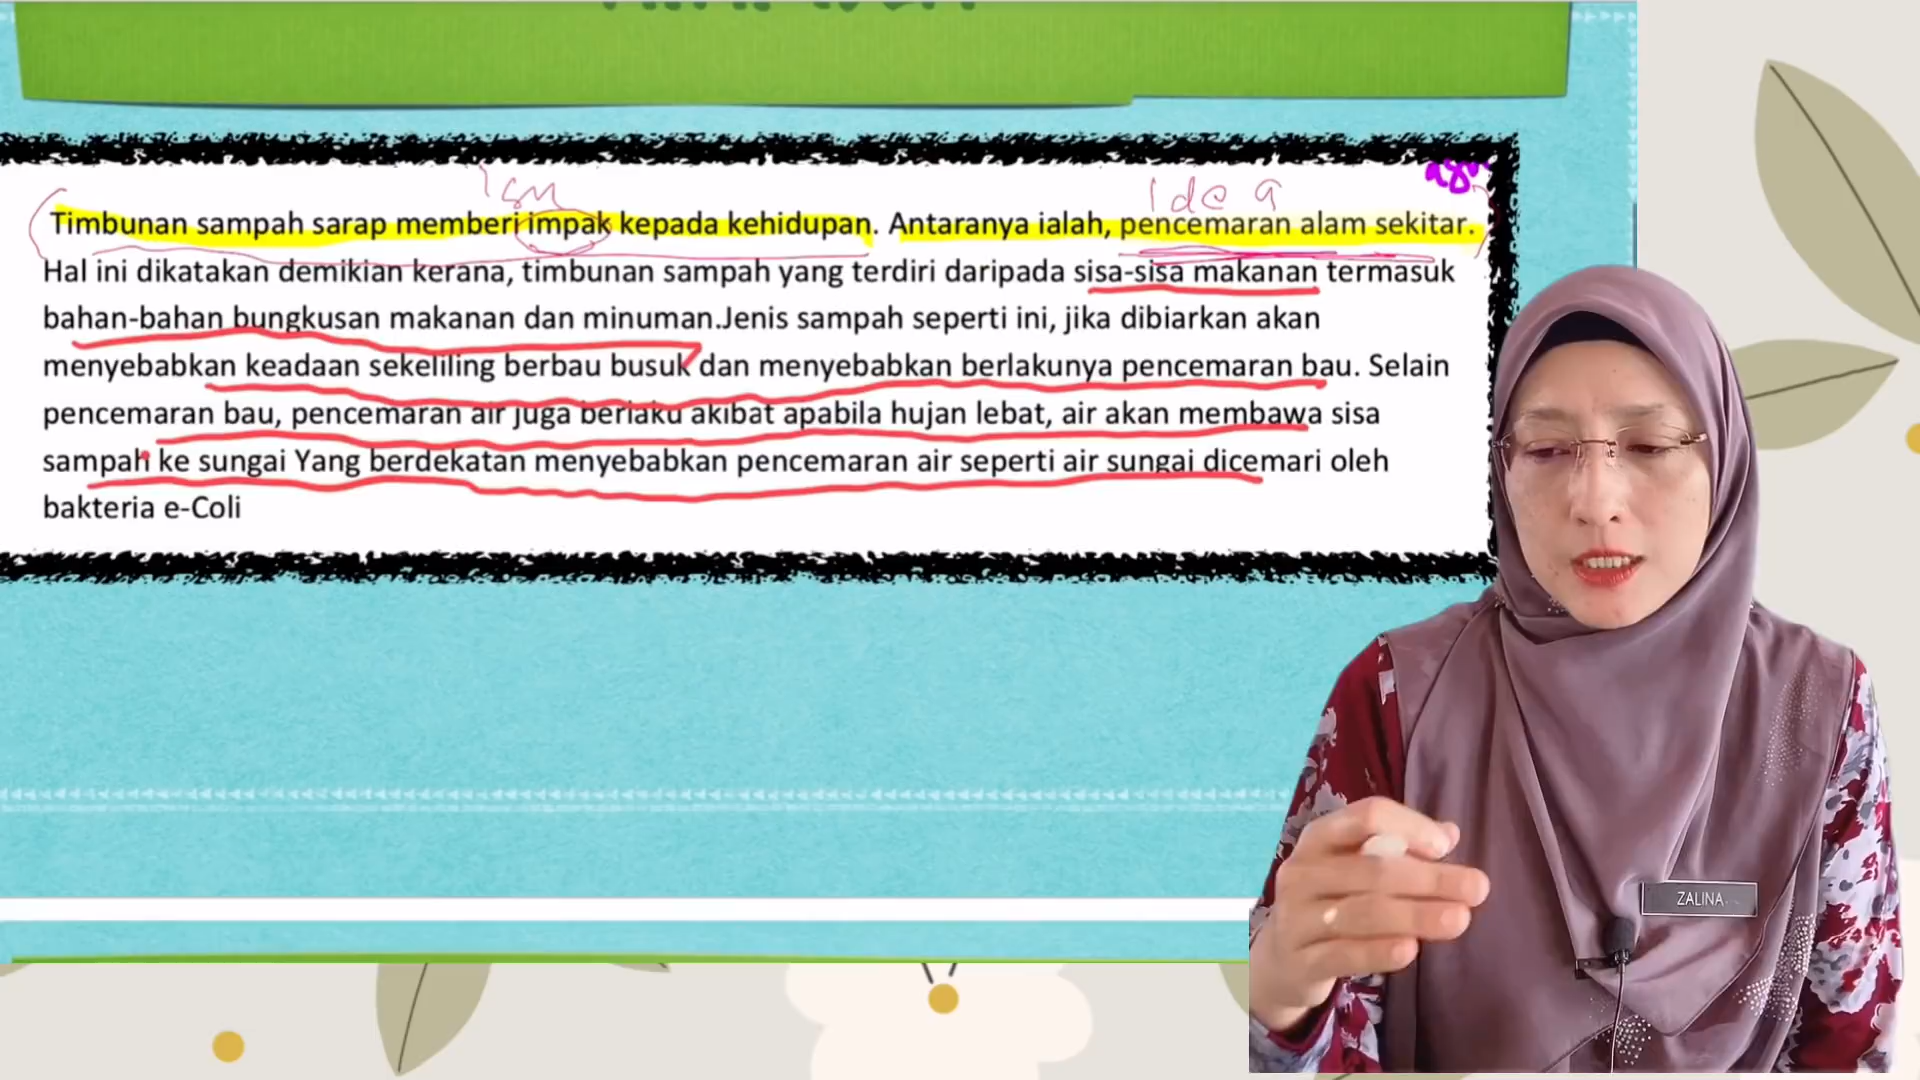 Isu
Idea
Timbunan sampah sarap memberi impak kepada kehidupan. Antaranya ialah, pencemaran alam sekitar.
Hal ini dikatakan demikian kerana, timbunan sampah yang terdiri daripada sisa-sisa makanan termasuk
bahan-bahan bungkusan makanan dan minuman.Jenis sampah seperti ini, jika dibiarkan akan
menyebabkan keadaan sekeliling berbau busuk dan menyebabkan berlakunya pencemaran bau. Selain
pencemaran bau, pencemaran air juga berlaku akibat apabila hujan lebat, air akan membawa sisa
sampah ke sungai Yang berdekatan menyebabkan pencemaran air seperti air sungai dicemari oleh
bakteria e-Coli
ZALINA